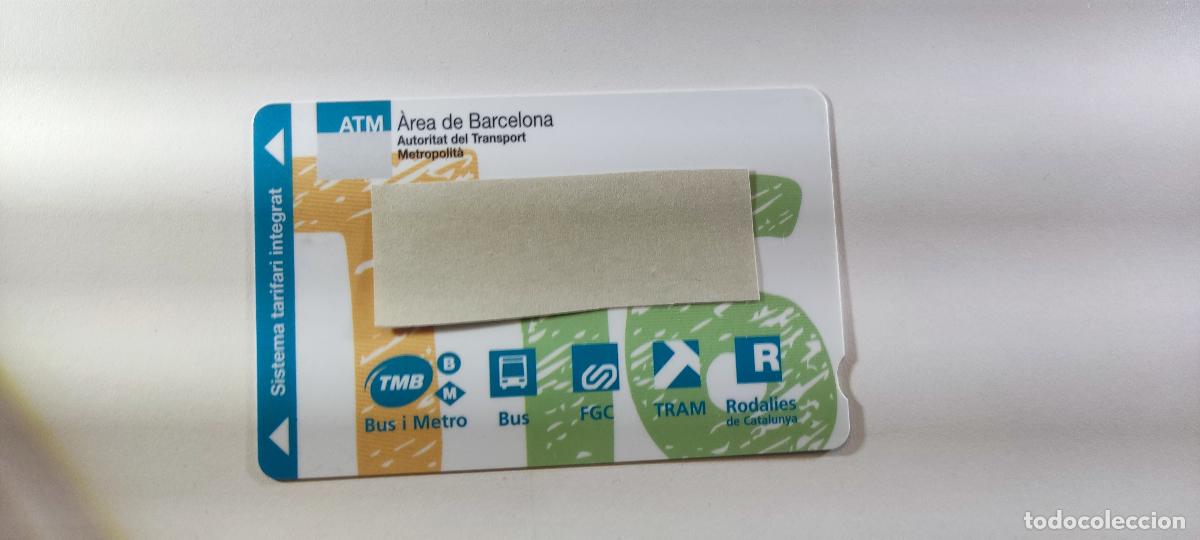 ATM
Àrea de Barcelona
Autoritat del Transport
Metropolità
Sistema tarifari integrat
T16
TMB
B
M
Bus i Metro
Bus
FGC
TRAM
R
Rodalies
de Catalunya
todocoleccion